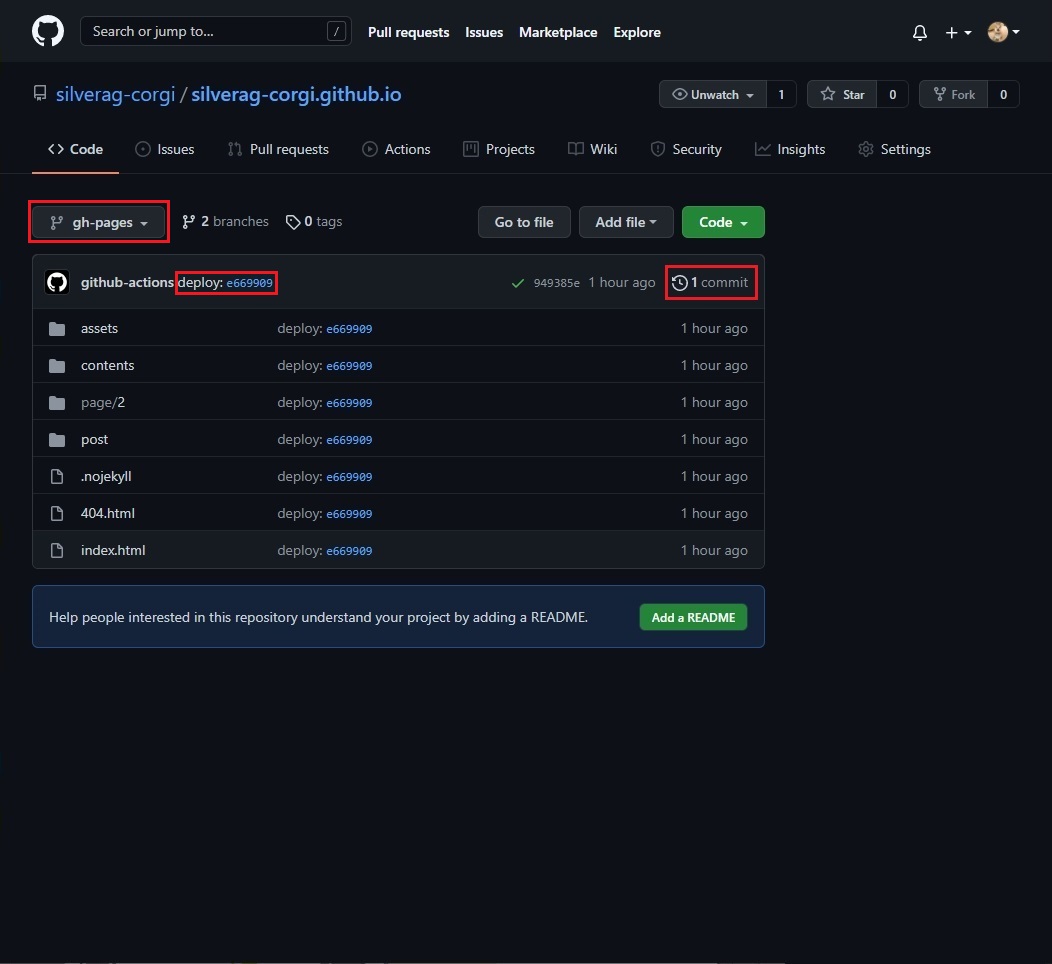 Search or jump to... / Pull requests Issues Marketplace Explore
silverag-corgi / silverag-corgi.github.io Unwatch 1 Star 0 Fork 0
Code Issues Pull requests Actions Projects Wiki Security Insights Settings
gh-pages 2 branches 0 tags Go to file Add file Code
github-actions deploy: e669909 949385e 1 hour ago 1 commit
assets deploy: e669909 1 hour ago
contents deploy: e669909 1 hour ago
page/2 deploy: e669909 1 hour ago
post deploy: e669909 1 hour ago
.nojekyll deploy: e669909 1 hour ago
404.html deploy: e669909 1 hour ago
index.html deploy: e669909 1 hour ago
Help people interested in this repository understand your project by adding a README. Add a README